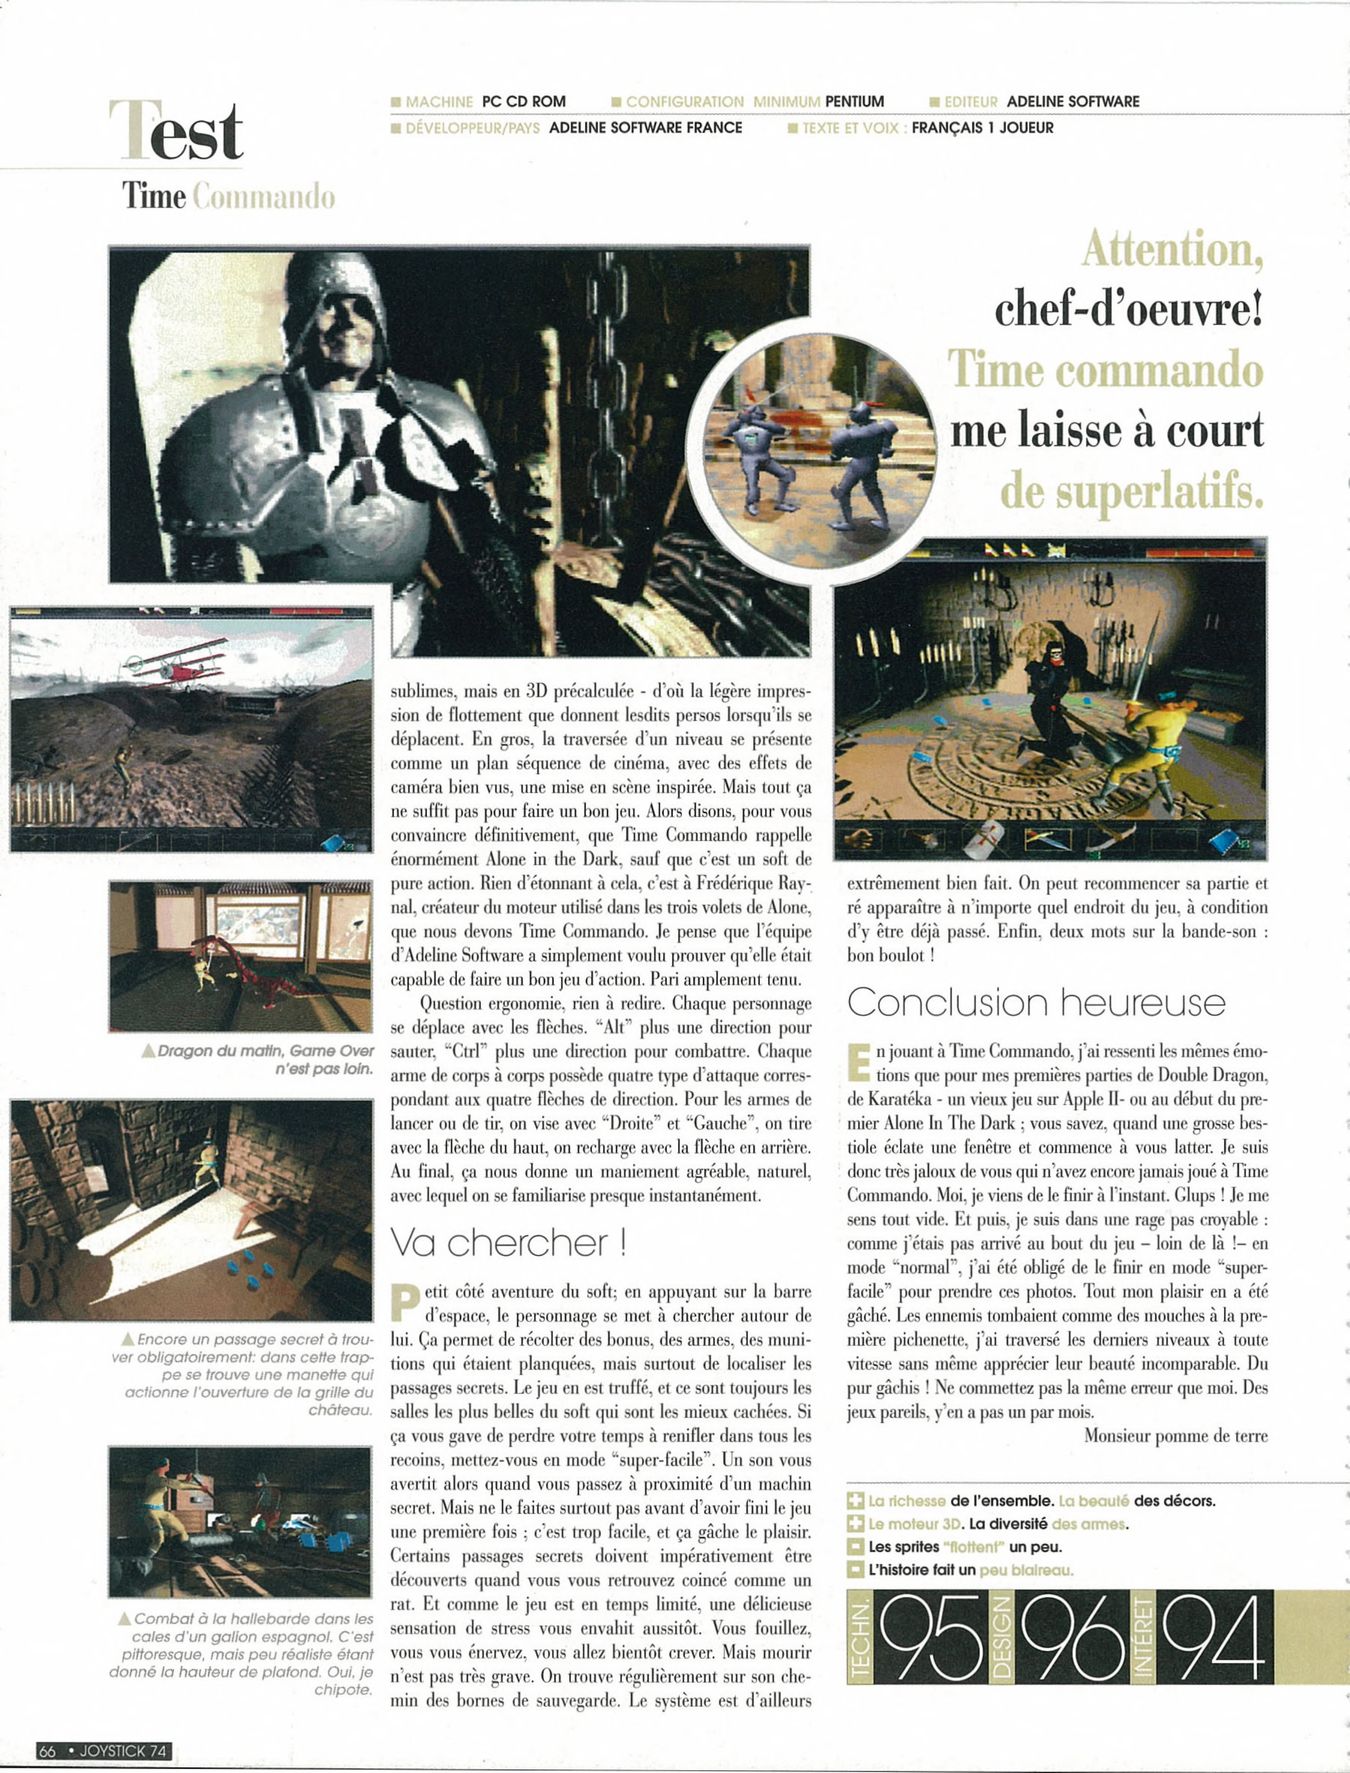 Test
Time Commando
MACHINE PC CD ROM
CONFIGURATION MINIMUM PENTIUM
EDITEUR ADELINE SOFTWARE
DÉVELOPPEUR/PAYS ADELINE SOFTWARE FRANCE
TEXTE ET VOIX : FRANÇAIS 1 JOUEUR
Attention,
chef-d'oeuvre!
Time commando
me laisse à court
de superlatifs.
Dragon du matin, Game Over
n'est pas loin.
Encore un passage secret à trou-
ver obligatoirement: dans cette trap-
pe se trouve une manette qui
actionne l'ouverture de la grille du
château.
Combat à la hallebarde dans les
cales d'un galion espagnol. C'est
pittoresque, mais peu réaliste étant
donné la hauteur de plafond. Oui, je
chipote.
sublimes, mais en 3D précalculée - d'où la légère impres-
sion de flottement que donnent lesdits persos lorsqu'ils se
déplacent. En gros, la traversée d'un niveau se présente
comme un plan séquence de cinéma, avec des effets de
caméra bien vus, une mise en scène inspirée. Mais tout ça
ne suffit pas pour faire un bon jeu. Alors disons, pour vous
convaincre définitivement, que Time Commando rappelle
énormément Alone in the Dark, sauf que c'est un soft de
pure action. Rien d'étonnant à cela, c'est à Frédérique Ray-
nal, créateur du moteur utilisé dans les trois volets de Alone,
que nous devons Time Commando. Je pense que l'équipe
d'Adeline Software a simplement voulu prouver qu'elle était
capable de faire un bon jeu d'action. Pari amplement tenu.
Question ergonomie, rien à redire. Chaque personnage
se déplace avec les flèches. "Alt" plus une direction pour
sauter, "Ctrl" plus une direction pour combattre. Chaque
arme de corps à corps possède quatre type d'attaque corres-
pondant aux quatre flèches de direction. Pour les armes de
lancer ou de tir, on vise avec "Droite" et "Gauche", on tire
avec la flèche du haut, on recharge avec la flèche en arrière.
Au final, ça nous donne un maniement agréable, naturel,
avec lequel on se familiarise presque instantanément.
Va chercher !
Petit côté aventure du soft; en appuyant sur la barre
d'espace, le personnage se met à chercher autour de
lui. Ça permet de récolter des bonus, des armes, des muni-
tions qui étaient planquées, mais surtout de localiser les
passages secrets. Le jeu en est truffé, et ce sont toujours les
salles les plus belles du soft qui sont les mieux cachées. Si
ça vous gave de perdre votre temps à renifler dans tous les
recoins, mettez-vous en mode "super-facile". Un son vous
avertit alors quand vous passez à proximité d'un machin
secret. Mais ne le faites surtout pas avant d'avoir fini le jeu
une première fois ; c'est trop facile, et ça gâche le plaisir.
Certains passages secrets doivent impérativement être
découverts quand vous vous retrouvez coincé comme un
rat. Et comme le jeu est en temps limité, une délicieuse
sensation de stress vous envahit aussitôt. Vous fouillez,
vous vous énervez, vous allez bientôt crever. Mais mourir
n'est pas très grave. On trouve régulièrement sur son che-
min des bornes de sauvegarde. Le système est d'ailleurs
extrêmement bien fait. On peut recommencer sa partie et
ré apparaître à n'importe quel endroit du jeu, à condition
d'y être déjà passé. Enfin, deux mots sur la bande-son :
bon boulot !
Conclusion heureuse
En jouant à Time Commando, j'ai ressenti les mêmes émo-
tions que pour mes premières parties de Double Dragon,
de Karatéka - un vieux jeu sur Apple II- ou au début du pre-
mier Alone In The Dark ; vous savez, quand une grosse bes-
tiole éclate une fenêtre et commence à vous latter. Je suis
donc très jaloux de vous qui n'avez encore jamais joué à Time
Commando. Moi, je viens de le finir à l'instant. Glups ! Je me
sens tout vide. Et puis, je suis dans une rage pas croyable :
comme j'étais pas arrivé au bout du jeu – loin de là !– en
mode "normal", j'ai été obligé de le finir en mode "super-
facile" pour prendre ces photos. Tout mon plaisir en a été
gâché. Les ennemis tombaient comme des mouches à la pre-
mière pichenette, j'ai traversé les derniers niveaux à toute
vitesse sans même apprécier leur beauté incomparable. Du
pur gâchis ! Ne commettez pas la même erreur que moi. Des
jeux pareils, y'en a pas un par mois.
Monsieur pomme de terre
+ La richesse de l'ensemble. La beauté des décors.
+ Le moteur 3D. La diversité des armes.
- Les sprites "flottent" un peu.
- L'histoire fait un peu blaireau.
TECHN. 95 DESIGN 96 INTÉRET 94
66 • JOYSTICK 74